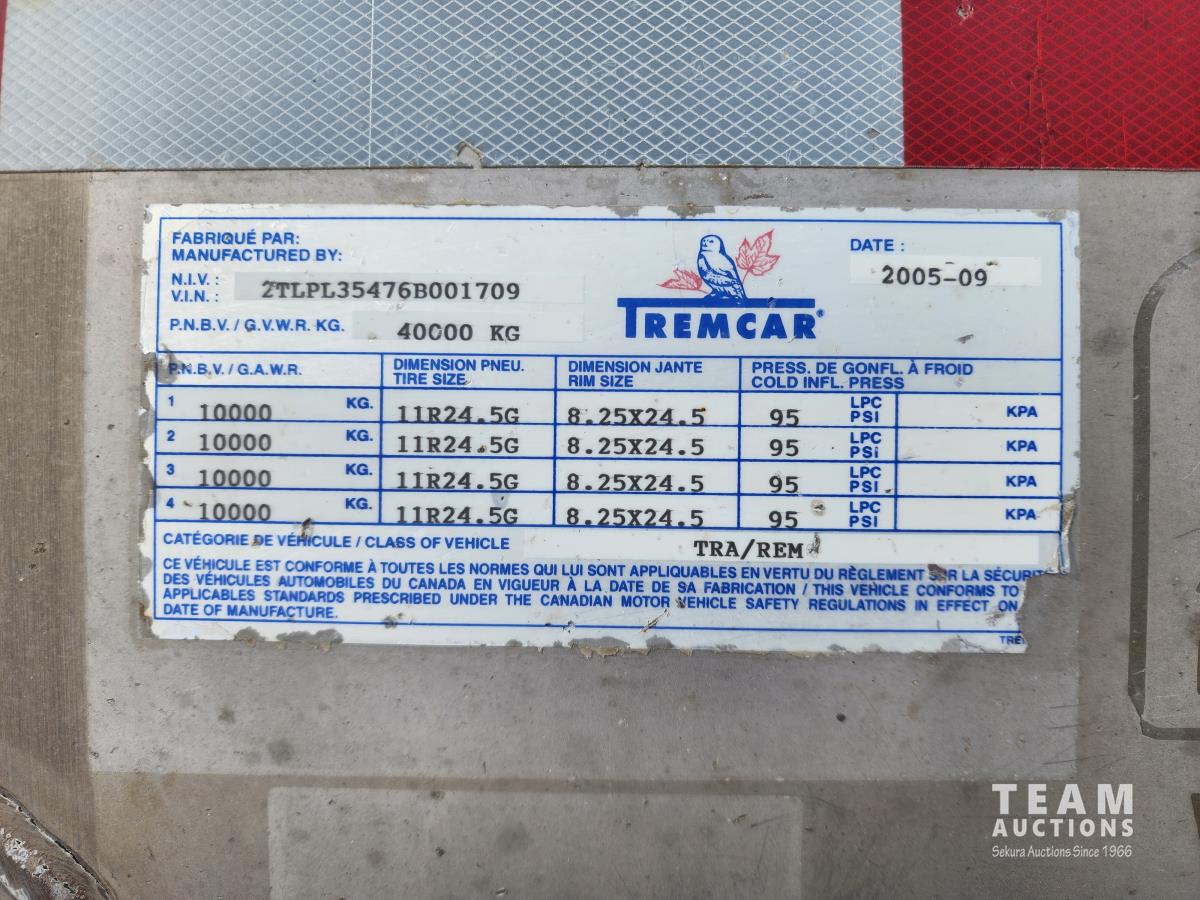 FABRIQUÉ PAR:
MANUFACTURED BY:
N.I.V. :
V.I.N. :
2TLPL35476B001709
P.N.B.V. / G.V.W.R. KG.
40000 KG
TREMCAR
DATE :
2005-09
P.N.B.V. / G.A.W.R.
DIMENSION PNEU.
TIRE SIZE
DIMENSION JANTE
RIM SIZE
PRESS. DE GONFL. À FROID
COLD INFL. PRESS
1 10000 KG. 11R24.5G 8.25X24.5 95 LPC PSI KPA
2 10000 KG. 11R24.5G 8.25X24.5 95 LPC PSI KPA
3 10000 KG. 11R24.5G 8.25X24.5 95 LPC PSI KPA
4 10000 KG. 11R24.5G 8.25X24.5 95 LPC PSI KPA
CATÉGORIE DE VÉHICULE / CLASS OF VEHICLE TRA/REM
CE VÉHICULE EST CONFORME À TOUTES LES NORMES QUI LUI SONT APPLIQUABLES EN VERTU DU RÈGLEMENT SUR LA SÉCURIT
DES VÉHICULES AUTOMOBILES DU CANADA EN VIGUEUR À LA DATE DE SA FABRICATION / THIS VEHICLE CONFORMS TO
APPLICABLES STANDARDS PRESCRIBED UNDER THE CANADIAN MOTOR VEHICLE SAFETY REGULATIONS IN EFFECT ON
DATE OF MANUFACTURE.
TEAM
AUCTIONS
Sekura Auctions Since 1966